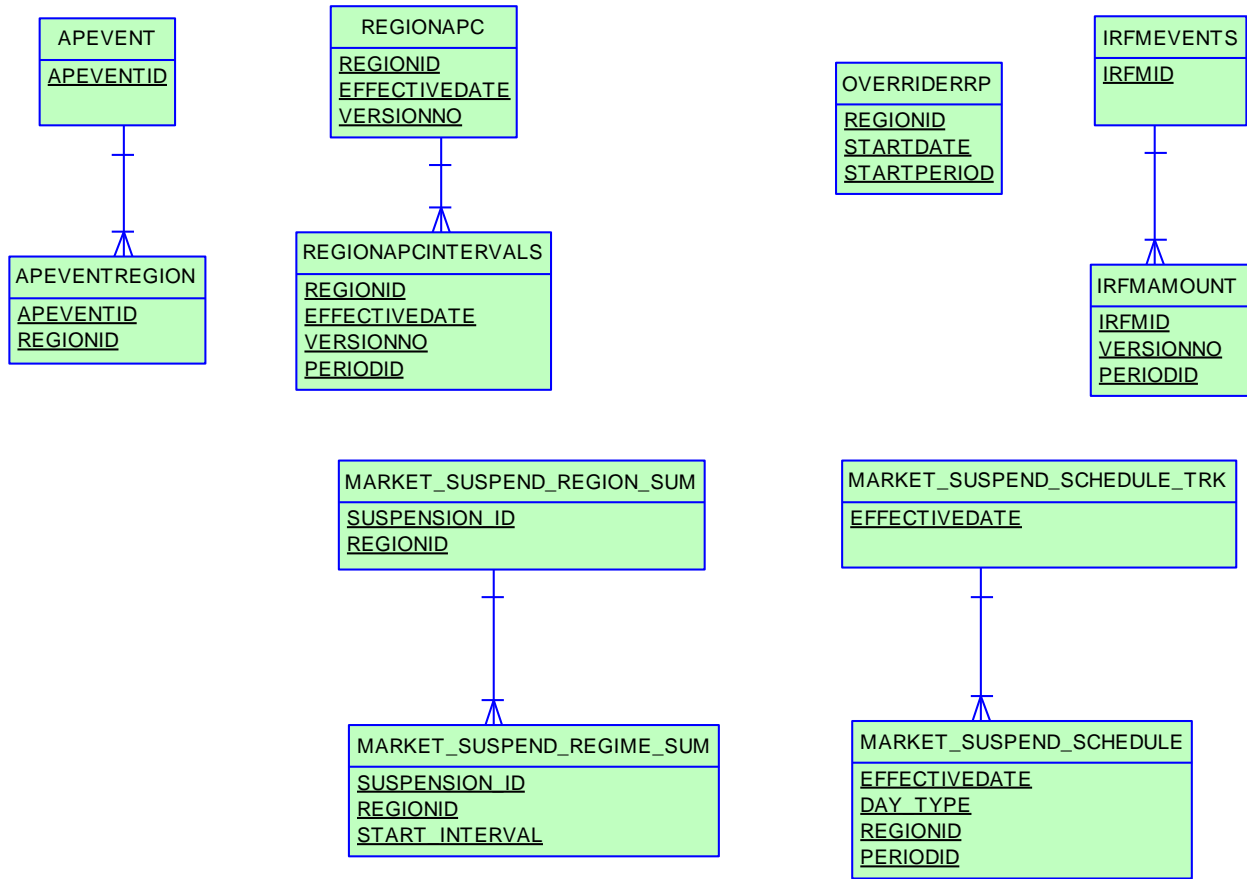 APEVENT
APEVENTID
REGIONAPC
REGIONID
EFFECTIVEDATE
VERSIONNO
OVERRIDERRP
REGIONID
STARTDATE
STARTPERIOD
IRFMEVENTS
IRFMID
APEVENTREGION
APEVENTID
REGIONID
REGIONAPCINTERVALS
REGIONID
EFFECTIVEDATE
VERSIONNO
PERIODID
IRFMAMOUNT
IRFMID
VERSIONNO
PERIODID
MARKET_SUSPEND_REGION_SUM
SUSPENSION_ID
REGIONID
MARKET_SUSPEND_SCHEDULE_TRK
EFFECTIVEDATE
MARKET_SUSPEND_REGIME_SUM
SUSPENSION_ID
REGIONID
START_INTERVAL
MARKET_SUSPEND_SCHEDULE
EFFECTIVEDATE
DAY_TYPE
REGIONID
PERIODID